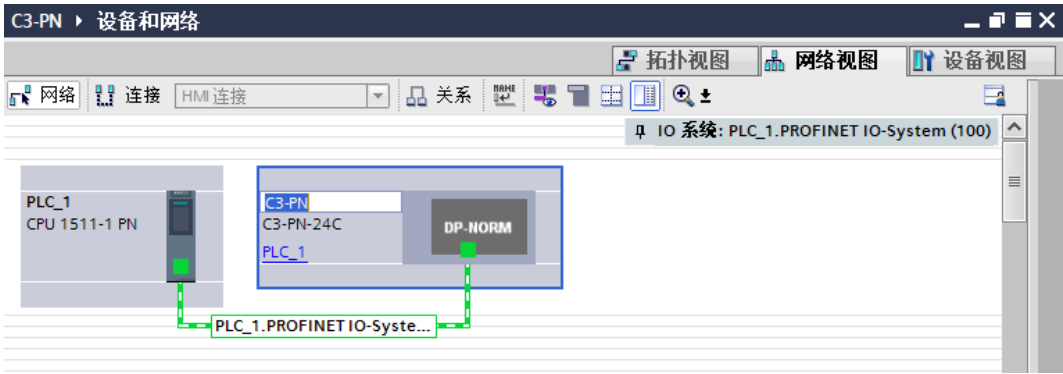 C3-PN ▸ 设备和网络
拓扑视图 网络视图 设备视图
网络 连接 HMI 连接 关系
IO 系统: PLC_1.PROFINET IO-System (100)
PLC_1
CPU 1511-1 PN
C3-PN
C3-PN-24C
PLC_1
DP-NORM
PLC_1.PROFINET IO-Syste...